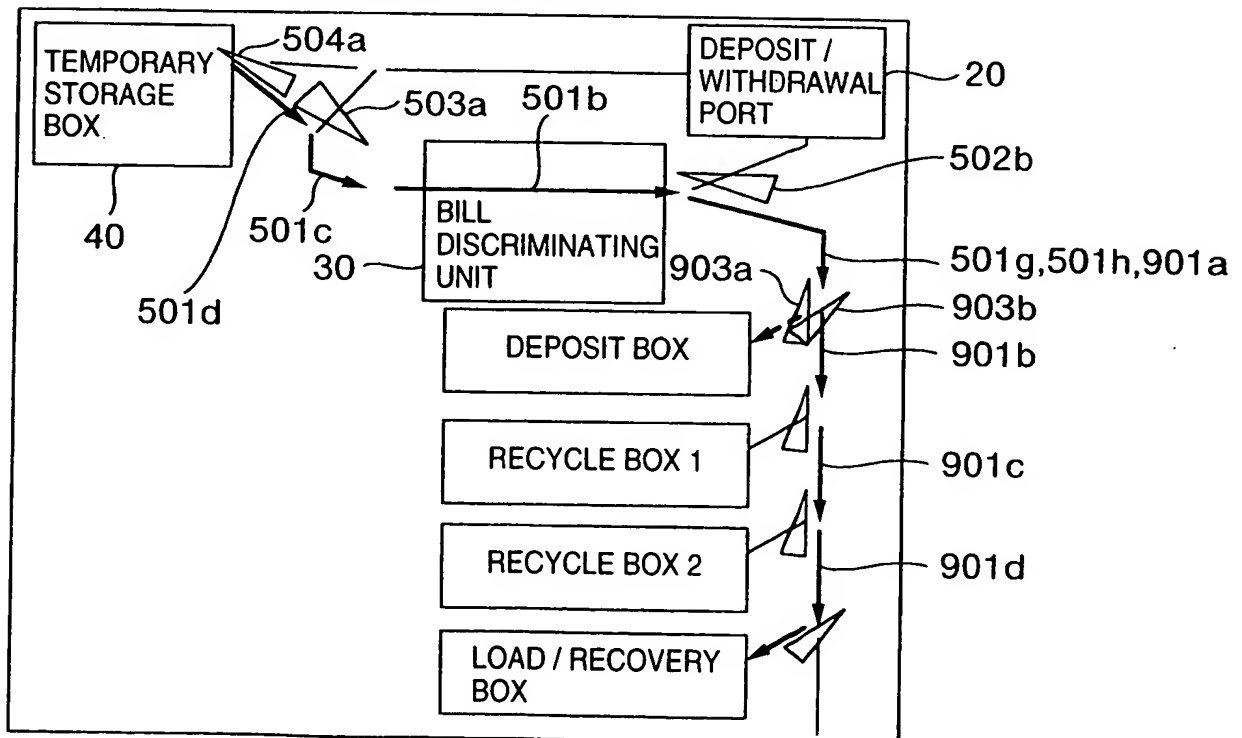 TEMPORARY
STORAGE
BOX
504a
503a
501b
DEPOSIT /
WITHDRAWAL
PORT
20
502b
40
501c
501d
30
BILL
DISCRIMINATING
UNIT
903a
501g,501h,901a
903b
901b
DEPOSIT BOX
RECYCLE BOX 1
901c
RECYCLE BOX 2
901d
LOAD / RECOVERY
BOX